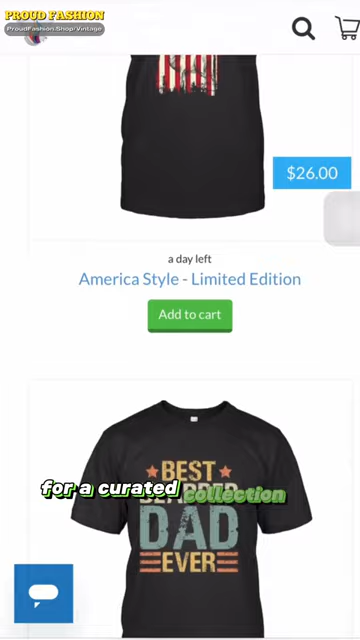 PROUD FASHION
ProudFashion.Shop/Vintage
$26.00
a day left
America Style - Limited Edition
Add to cart
BEST
for a curated collection
DAD
EVER